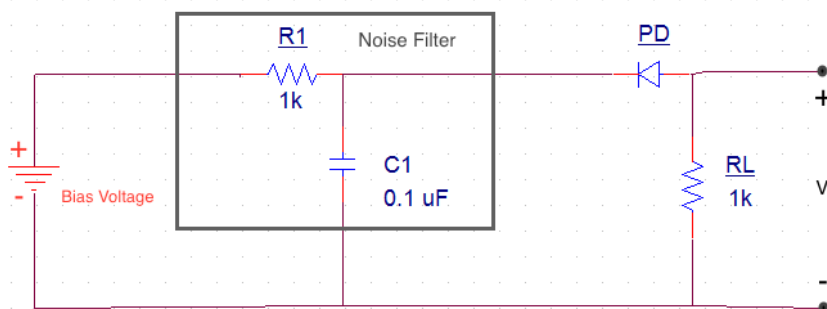 R1
Noise Filter
PD
1k
+
+
C1
RL
-
Bias Voltage
0.1 uF
1k
V
-